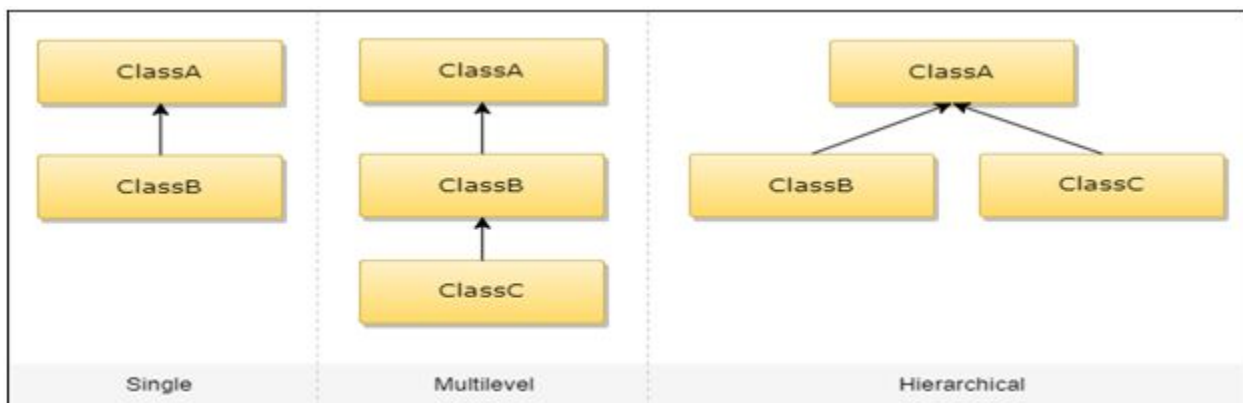 ClassA
ClassB
Single
ClassA
ClassB
ClassC
Multilevel
ClassA
ClassB
ClassC
Hierarchical